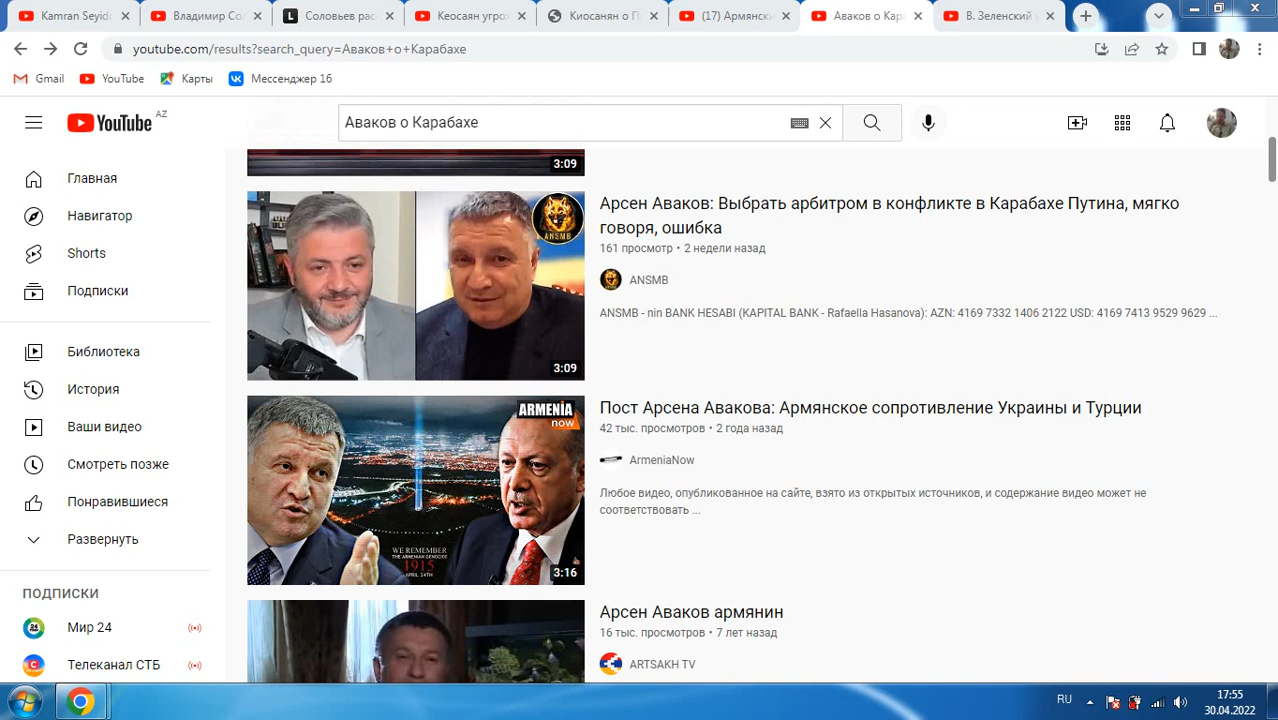 Kamran Seyid
Владимир Сол
Соловьев рас
Кеосаян угрож
Киосанян о П
(17) Армянски
Аваков о Кара
В. Зеленский
youtube.com/results?search_query=Аваков+о+Карабахе
Gmail
YouTube
Карты
Мессенджер 16
YouTube AZ
Аваков о Карабахе
Главная
Навигатор
Shorts
Подписки
Библиотека
История
Ваши видео
Смотреть позже
Понравившиеся
Развернуть
ПОДПИСКИ
Мир 24
Телеканал СТБ
3:09
ANSMB
3:09
Арсен Аваков: Выбрать арбитром в конфликте в Карабахе Путина, мягко
говоря, ошибка
161 просмотр • 2 недели назад
ANSMB
ANSMB - nin BANK HESABI (KAPITAL BANK - Rafaella Hasanova): AZN: 4169 7332 1406 2122 USD: 4169 7413 9529 9629 ...
ARMENIA
now
WE REMEMBER
THE ARMENIAN GENOCIDE
1915
APRIL 24TH
3:16
Пост Арсена Авакова: Армянское сопротивление Украины и Турции
42 тыс. просмотров • 2 года назад
ArmeniaNow
Любое видео, опубликованное на сайте, взято из открытых источников, и содержание видео может не
соответствовать ...
Арсен Аваков армянин
16 тыс. просмотров • 7 лет назад
ARTSAKH TV
RU
17:55
30.04.2022